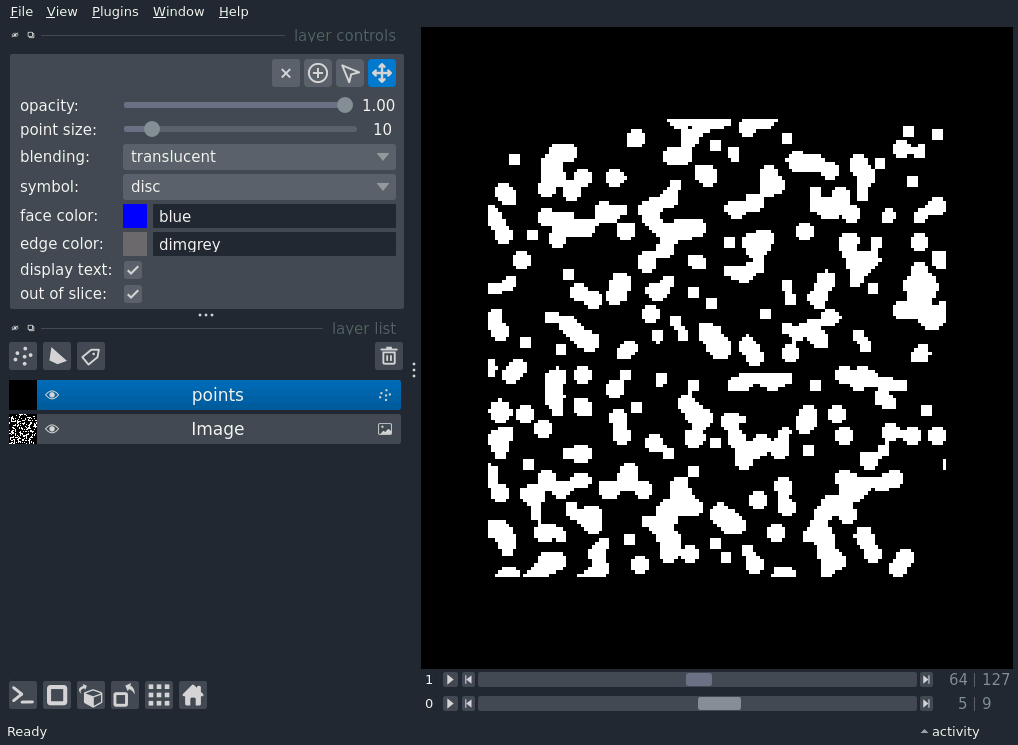 File View Plugins Window Help
layer controls
opacity: 1.00
point size: 10
blending: translucent
symbol: disc
face color: blue
edge color: dimgrey
display text:
out of slice:
layer list
points
Image
1 64 | 127
0 5 | 9
Ready activity